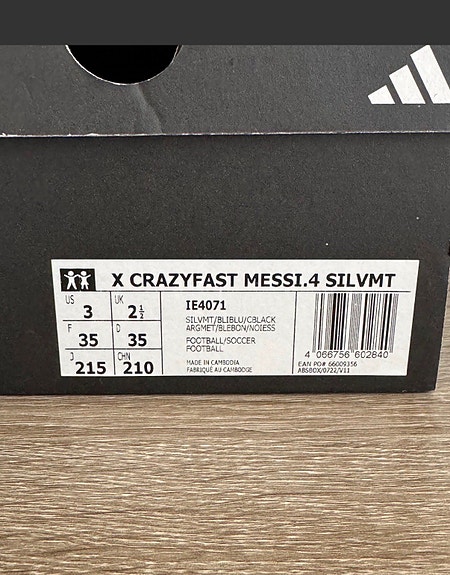 X CRAZYFAST MESSI.4 SILVMT
US 3 UK 2½
F 35 D 35
J 215 CHN 210
IE4071
SILVMT/BLIBLU/CBLACK
ARGMET/BLEBON/NOIESS
FOOTBALL/SOCCER
FOOTBALL
MADE IN CAMBODIA
FABRIQUÉ AU CAMBODGE
4 066756 602840
EAN PO# 66009356
ABSBOX/0722/V11